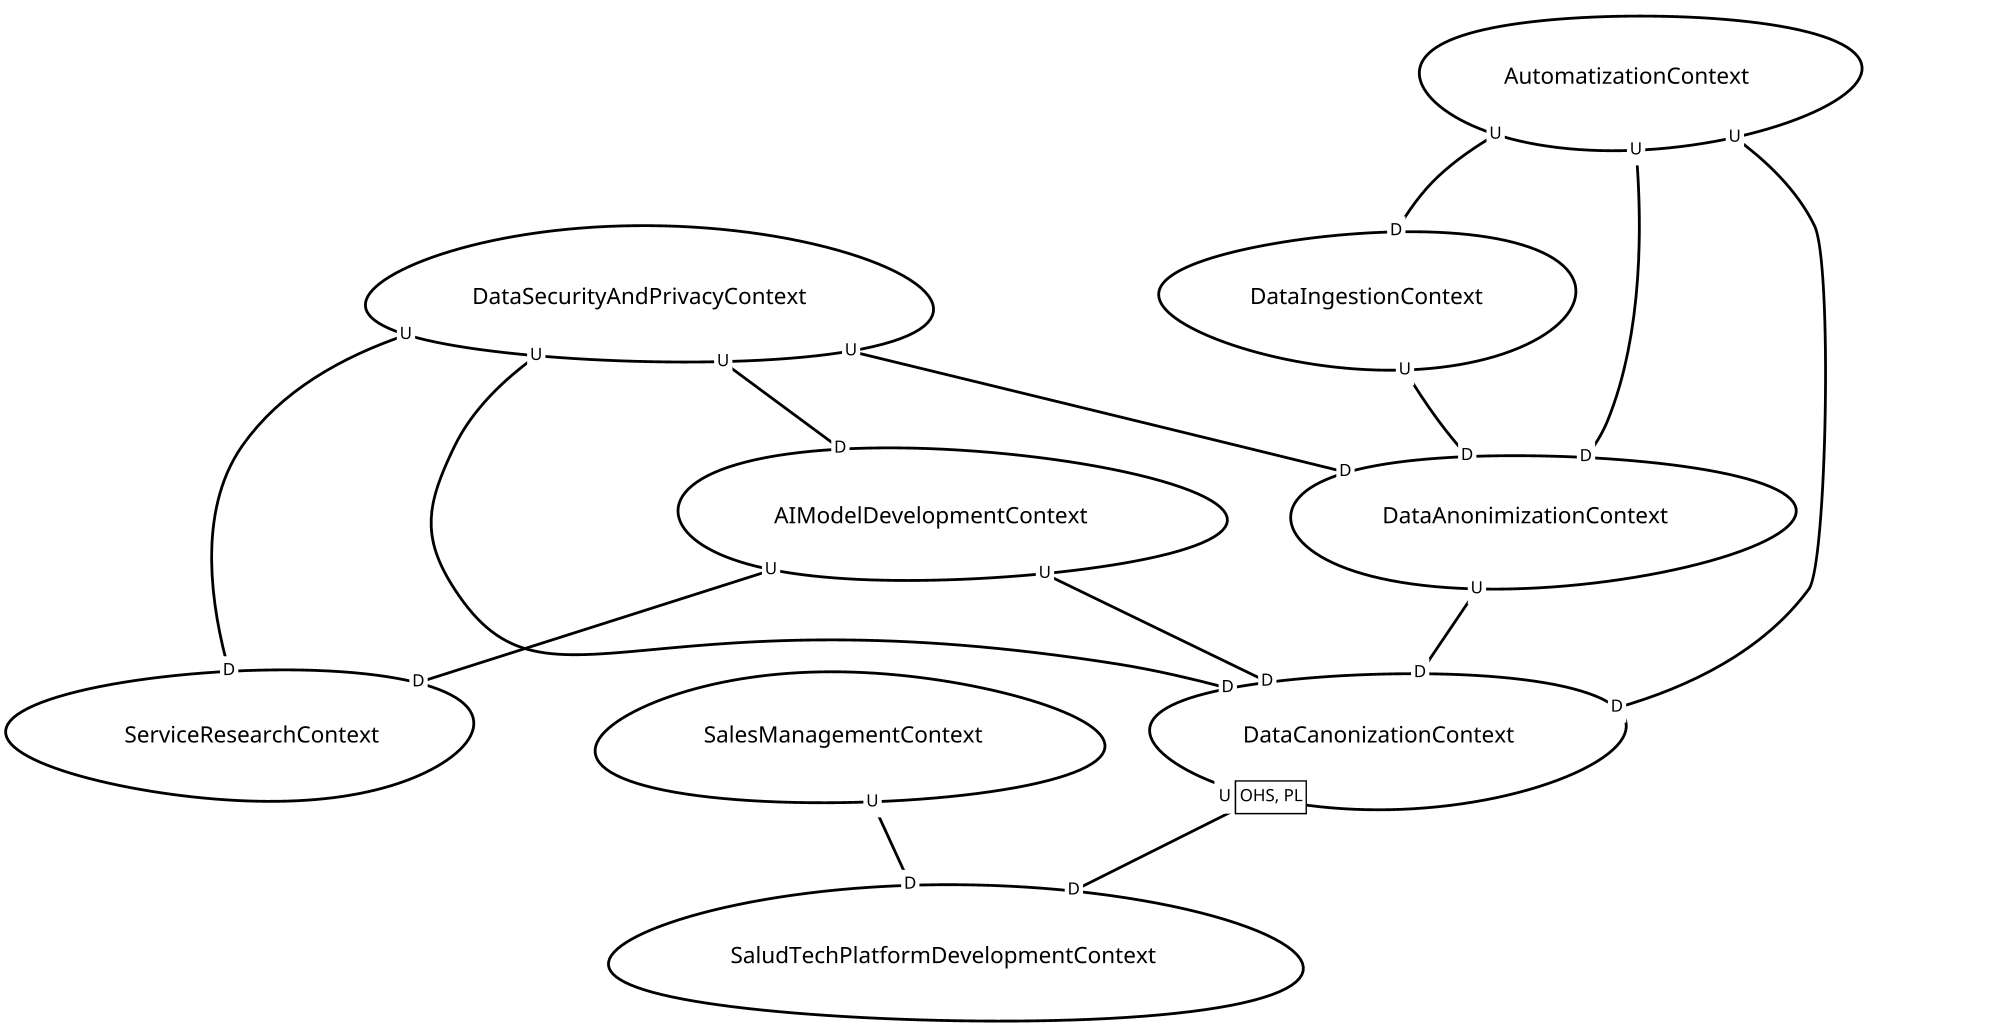 AutomatizationContext
U
U
U
D
DataSecurityAndPrivacyContext
DataIngestionContext
U
U
U
U
U
D
D
D
D
AIModelDevelopmentContext
DataAnonimizationContext
U
U
U
D
D
D
D
D
D
ServiceResearchContext
SalesManagementContext
DataCanonizationContext
U
U OHS, PL
D
D
SaludTechPlatformDevelopmentContext